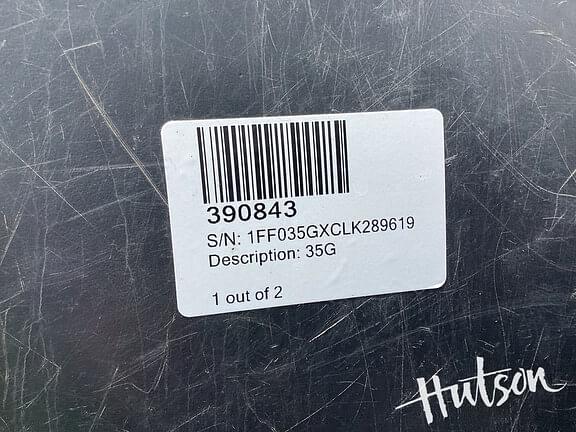 390843
S/N: 1FF035GXCLK289619
Description: 35G
1 out of 2
Hutson